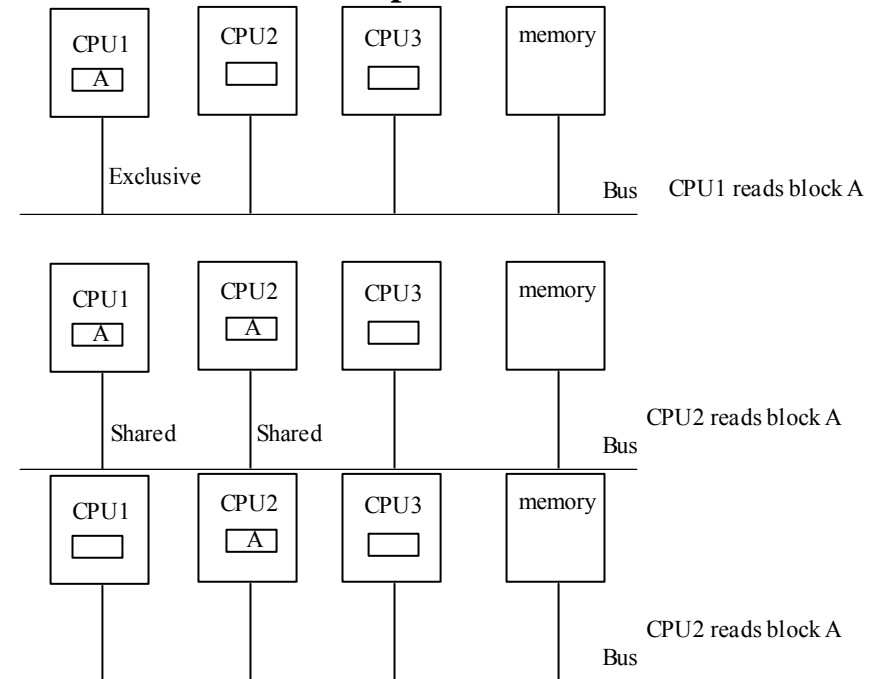 CPU1 CPU2 CPU3 memory
A
Exclusive
Bus CPU1 reads block A
CPU1 CPU2 CPU3 memory
A A
Shared Shared
CPU2 reads block A
Bus
CPU1 CPU2 CPU3 memory
A
CPU2 reads block A
Bus